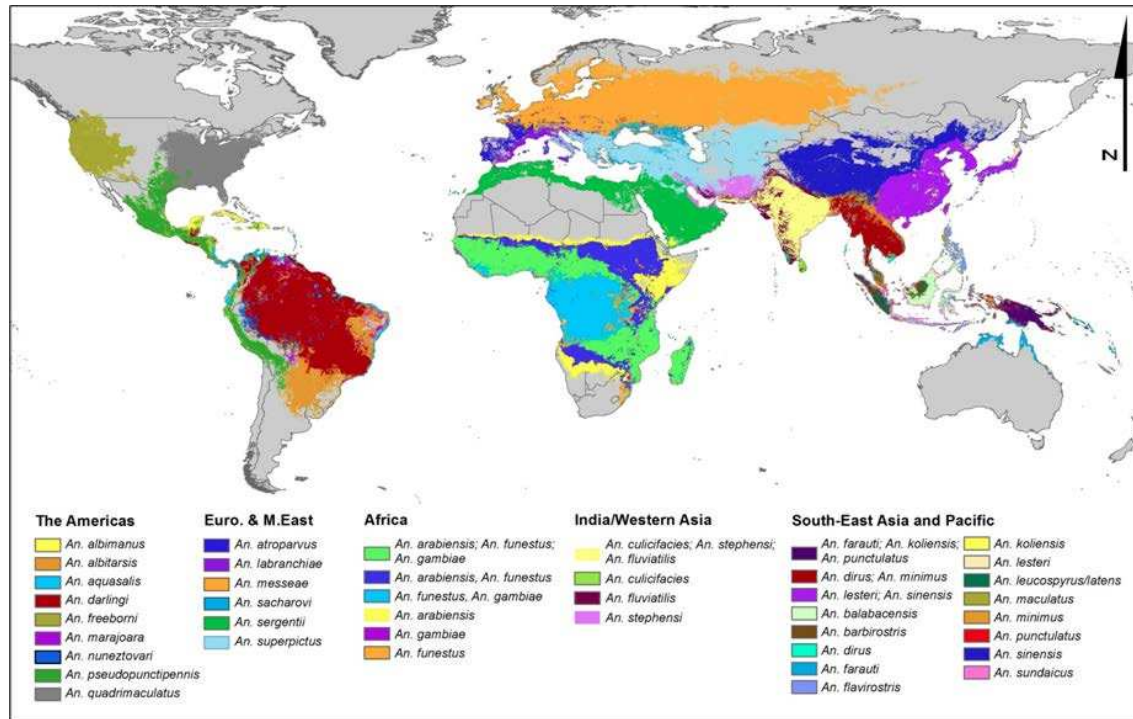 N
The Americas
An. albimanus
An. albitarsis
An. aquasalis
An. darlingi
An. freeborni
An. marajoara
An. nuneztovari
An. pseudopunctipennis
An. quadrimaculatus
Euro. & M.East
An. atroparvus
An. labranchiae
An. messeae
An. sacharovi
An. sergentii
An. superpictus
Africa
An. arabiensis; An. funestus;
An. gambiae
An. arabiensis, An. funestus
An. funestus, An. gambiae
An. arabiensis
An. gambiae
An. funestus
India/Western Asia
An. culicifacies; An. stephensi;
An. fluviatilis
An. culicifacies
An. fluviatilis
An. stephensi
South-East Asia and Pacific
An. farauti; An. koliensis;
An. punctulatus
An. dirus; An. minimus
An. lesteri; An. sinensis
An. balabacensis
An. barbirostris
An. dirus
An. farauti
An. flavirostris
An. koliensis
An. lesteri
An. leucospyrus/latens
An. maculatus
An. minimus
An. punctulatus
An. sinensis
An. sundaicus